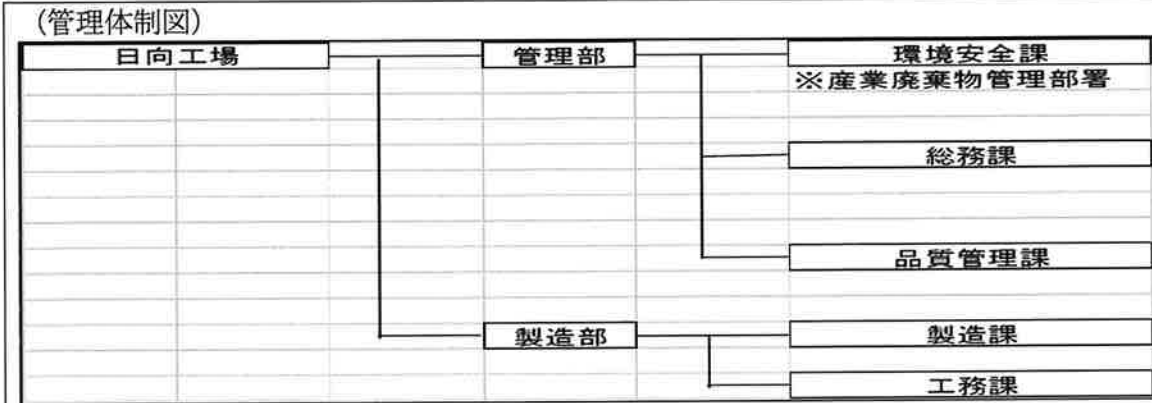 （管理体制図）
日向工場 管理部 環境安全課
※産業廃棄物管理部署
総務課
品質管理課
製造部 製造課
工務課